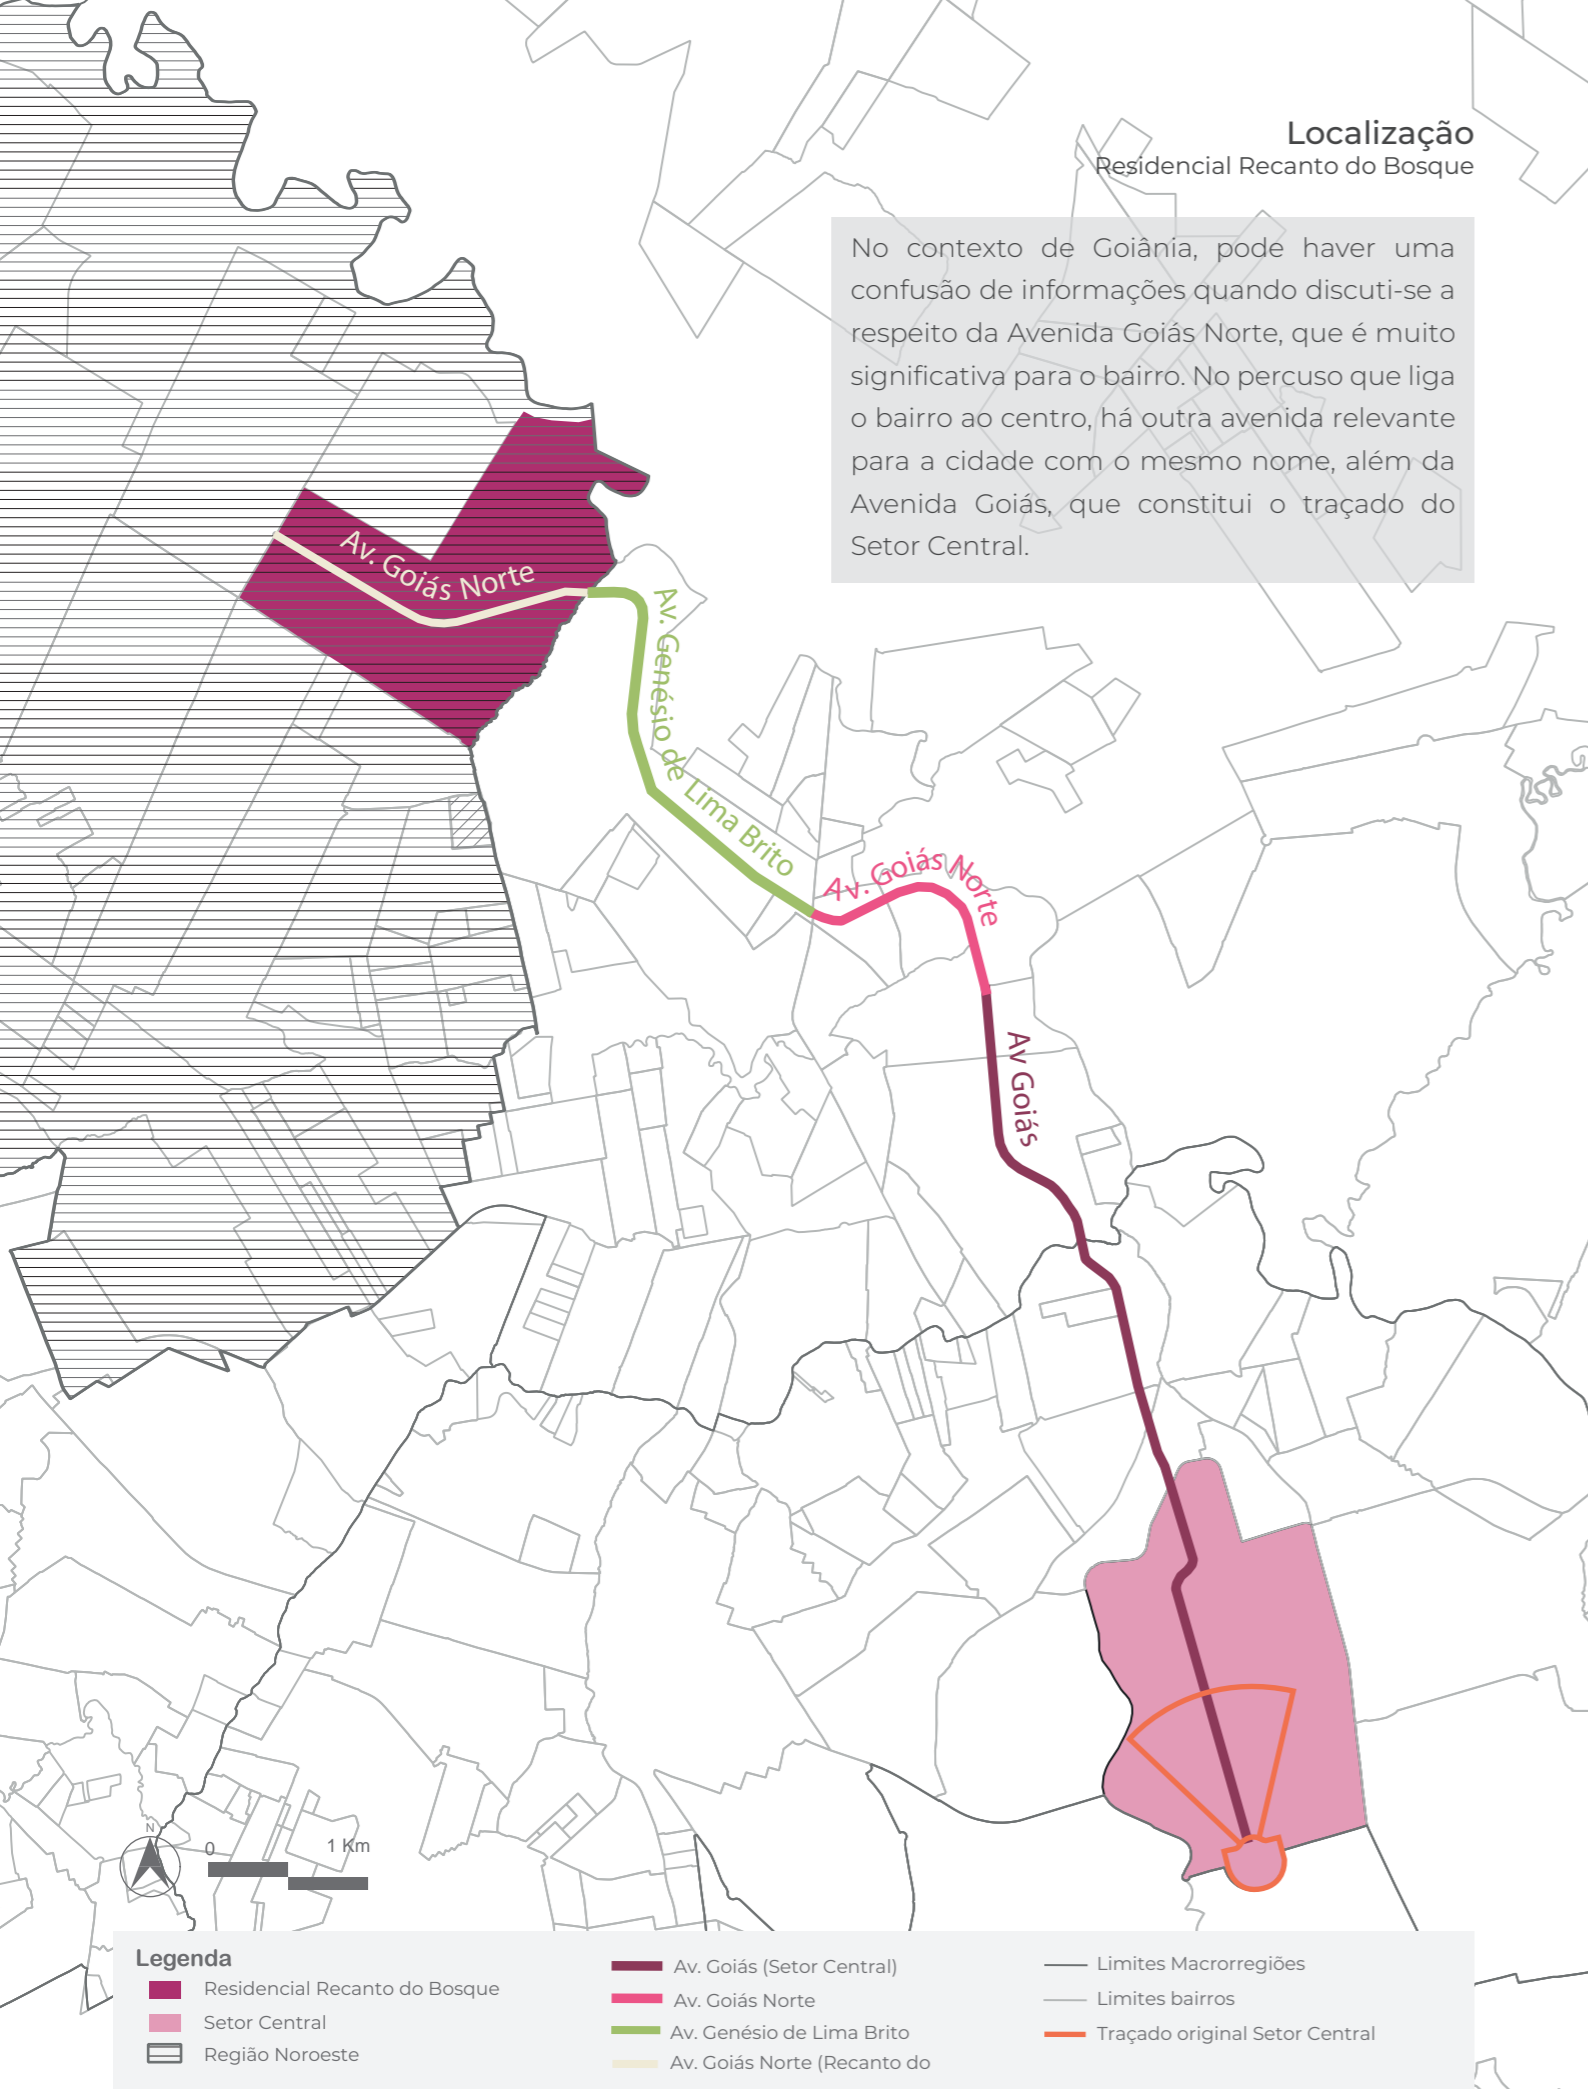 Localização
Residencial Recanto do Bosque
No contexto de Goiânia, pode haver uma
confusão de informações quando discuti-se a
respeito da Avenida Goiás Norte, que é muito
significativa para o bairro. No percuso que liga
o bairro ao centro, há outra avenida relevante
para a cidade com o mesmo nome, além da
Avenida Goiás, que constitui o traçado do
Setor Central.
Av. Goiás Norte
Av. Genésio de Lima Brito
Av. Goiás Norte
Av Goiás
N
0 1 Km
Legenda
Residencial Recanto do Bosque
Setor Central
Região Noroeste
Av. Goiás (Setor Central)
Av. Goiás Norte
Av. Genésio de Lima Brito
Av. Goiás Norte (Recanto do
Limites Macrorregiões
Limites bairros
Traçado original Setor Central